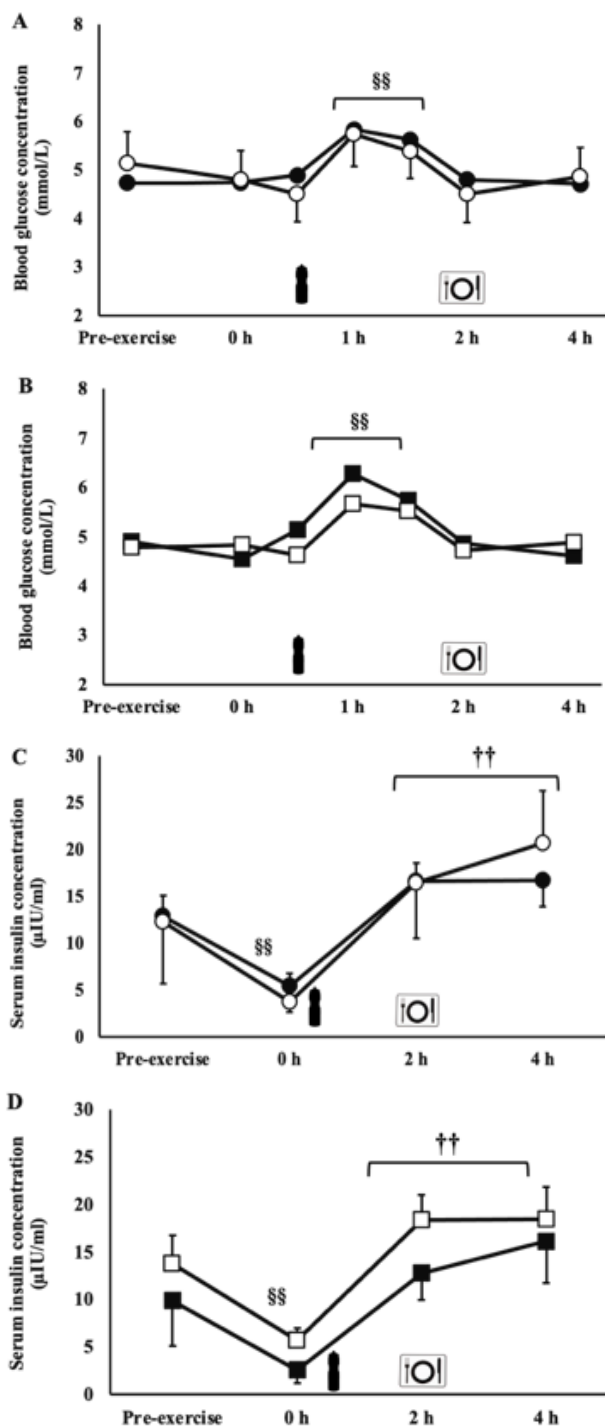 A
Blood glucose concentration
(mmol/L)
8
7
6
5
4
3
2
§§
Pre-exercise 0 h 1 h 2 h 4 h
B
Blood glucose concentration
(mmol/L)
8
7
6
5
4
3
2
§§
Pre-exercise 0 h 1 h 2 h 4 h
C
Serum insulin concentration
(µIU/ml)
30
25
20
15
10
5
0
††
§§
Pre-exercise 0 h 2 h 4 h
D
Serum insulin concentration
(µIU/ml)
30
25
20
15
10
5
0
††
§§
Pre-exercise 0 h 2 h 4 h